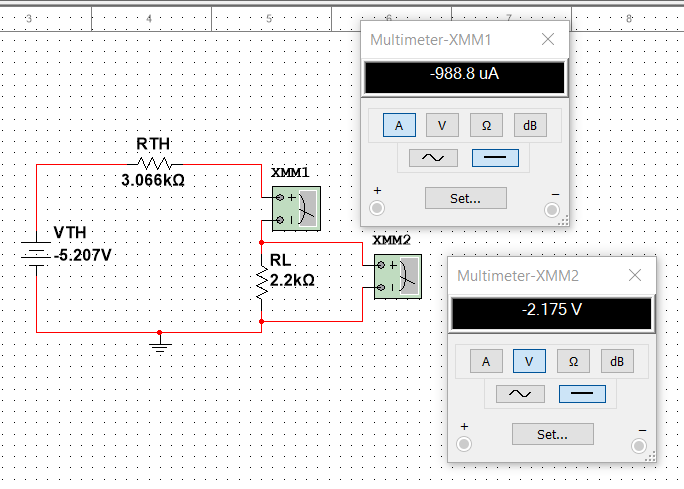 3 4 5 6 7 8
Multimeter-XMM1
-988.8 uA
A V Ω dB
+ Set... −
RTH
3.066kΩ
XMM1
+
VTH
-5.207V
XMM2
+
RL
2.2kΩ
Multimeter-XMM2
-2.175 V
A V Ω dB
+ Set... −